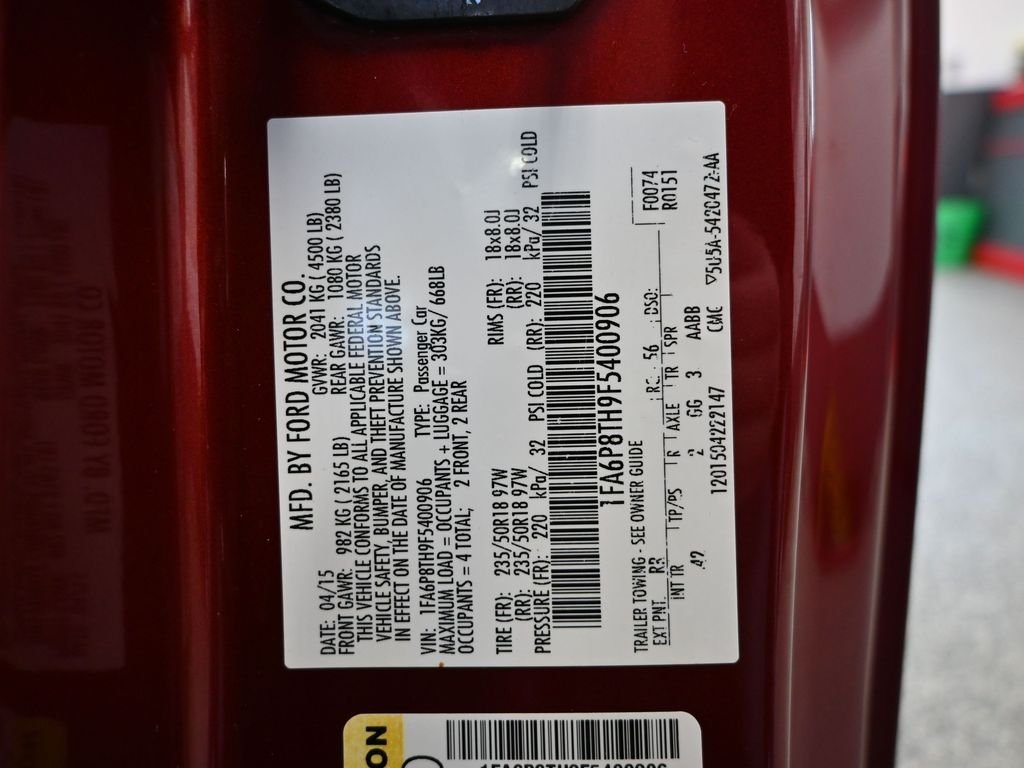 MFD. BY FORD MOTOR CO.
DATE: 04/15 GVWR: 2041 KG ( 4500 LB)
FRONT GAWR: 982 KG ( 2165 LB) REAR GAWR: 1080 KG ( 2380 LB)
THIS VEHICLE CONFORMS TO ALL APPLICABLE FEDERAL MOTOR
VEHICLE SAFETY, BUMPER, AND THEFT PREVENTION STANDARDS
IN EFFECT ON THE DATE OF MANUFACTURE SHOWN ABOVE.
VIN: 1FA6P8TH9F5400906 TYPE: Passenger Car
MAXIMUM LOAD = OCCUPANTS + LUGGAGE = 303KG/ 668LB
OCCUPANTS = 4 TOTAL; 2 FRONT, 2 REAR
TIRE (FR): 235/50R18 97W RIMS (FR): 18x8.0J
(RR): 235/50R18 97W (RR): 18x8.0J
PRESSURE (FR): 220 kPa/ 32 PSI COLD (RR): 220 kPa/ 32 PSI COLD
1FA6P8TH9F5400906
TRAILER TOWING - SEE OWNER GUIDE
EXT PNT: RR RC: 56 DSO: F0074
R0151
INT TR TP/PS R AXLE TR SPR
42 2 GG 3 AABB
1201504222147 CMC ▽5U5A-5420472-AA
ON
1FA6P8TH9F5400906